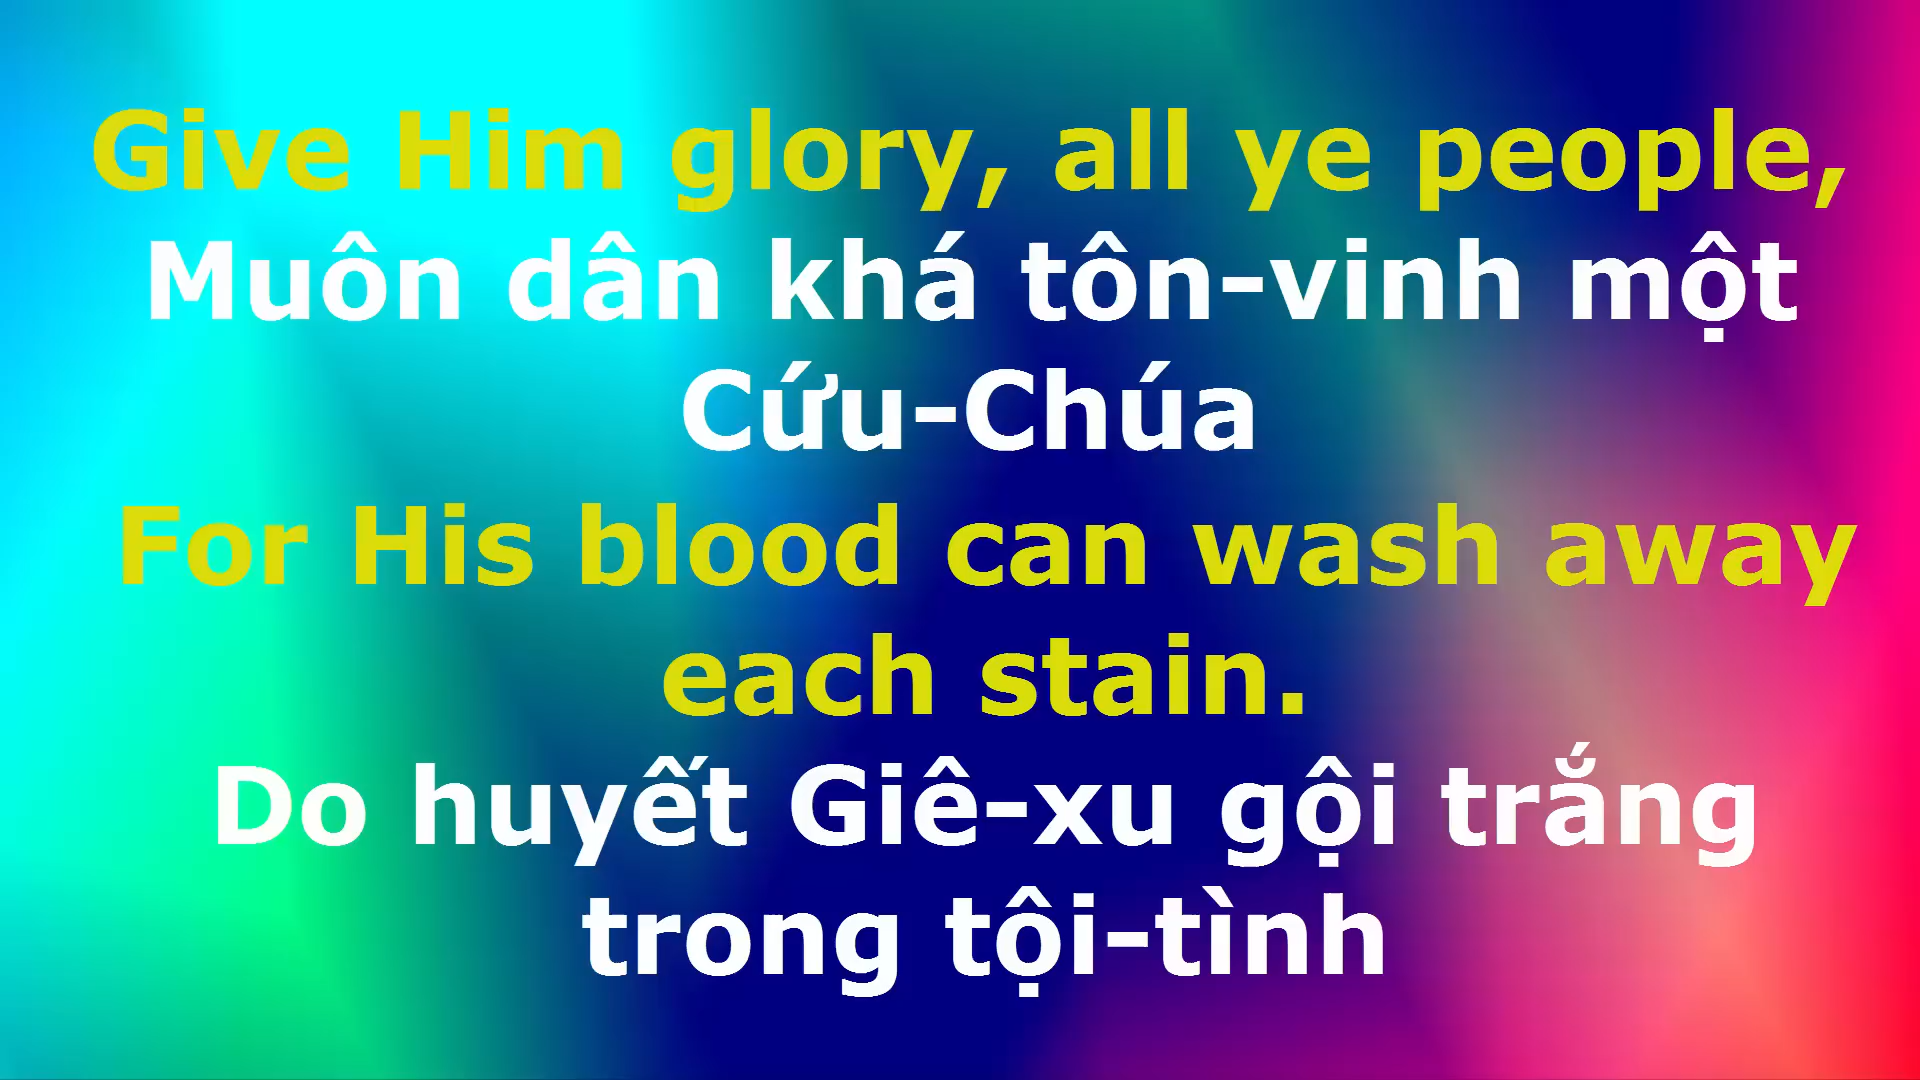 Give Him glory, all ye people,
Muôn dân khá tôn-vinh một
Cứu-Chúa
For His blood can wash away
each stain.
Do huyết Giê-xu gội trắng
trong tội-tình